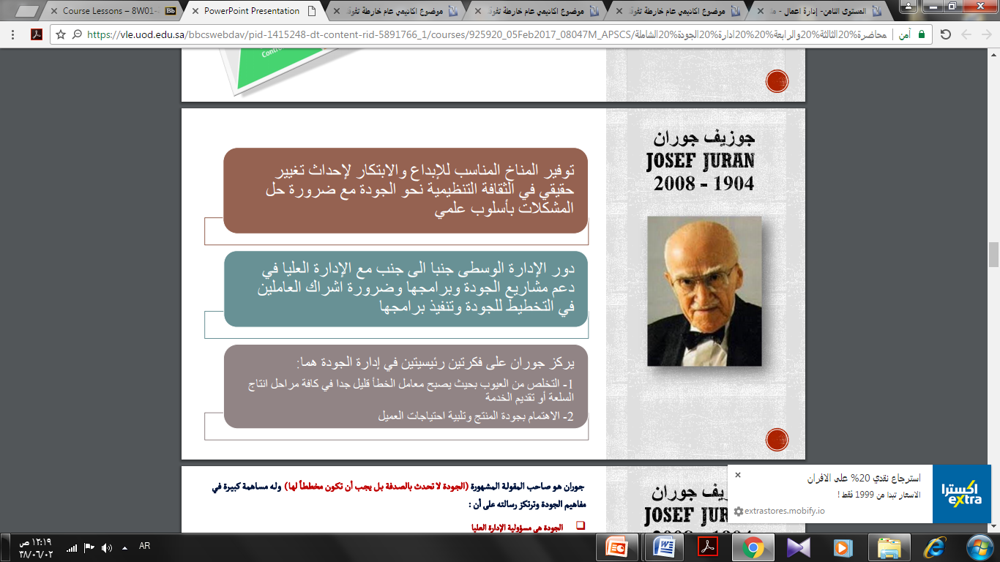 Course Lessons – 8W01-
PowerPoint Presentation
موضوع اكاديمي عام خارطة تفوق
موضوع اكاديمي عام خارطة تفوق
موضوع اكاديمي عام خارطة تفوق
المستوى الثامن- إدارة اعمال - مل
https://vle.uod.edu.sa/bbcswebdav/pid-1415248-dt-content-rid-5891766_1/courses/925920_05Feb2017_08047M_APSCS/محاضرة%20الثالثة%20والرابعة%20%20ادارة%20الجودة%20الشاملة
آمن
Contr
جوزيف جوران
JOSEF JURAN
1904 - 2008
توفير المناخ المناسب للإبداع والابتكار لإحداث تغيير
حقيقي في الثقافة التنظيمية نحو الجودة مع ضرورة حل
المشكلات بأسلوب علمي
دور الإدارة الوسطى جنبا الى جنب مع الإدارة العليا في
دعم مشاريع الجودة وبرامجها وضرورة اشراك العاملين
في التخطيط للجودة وتنفيذ برامجها
يركز جوران على فكرتين رئيسيتين في إدارة الجودة هما:
1- التخلص من العيوب بحيث يصبح معامل الخطأ قليل جدا في كافة مراحل انتاج
السلعة أو تقديم الخدمة
2- الاهتمام بجودة المنتج وتلبية احتياجات العميل
جوران هو صاحب المقولة المشهورة (الجودة لا تحدث بالصدفة بل يجب أن تكون مخططاً لها) وله مساهمة كبيرة في
مفاهيم الجودة وترتكز رسالته على أن :
الجودة هي مسؤولية الإدارة العليا
جوران
JOSEF JUR
استرجاع نقدي 20% على الافران
الاسعار تبدا من 1999 فقط !
extrastores.mobify.io
اكسترا
extra
AR
١٢:١٩ ص
٣٨/٠٦/٠٢